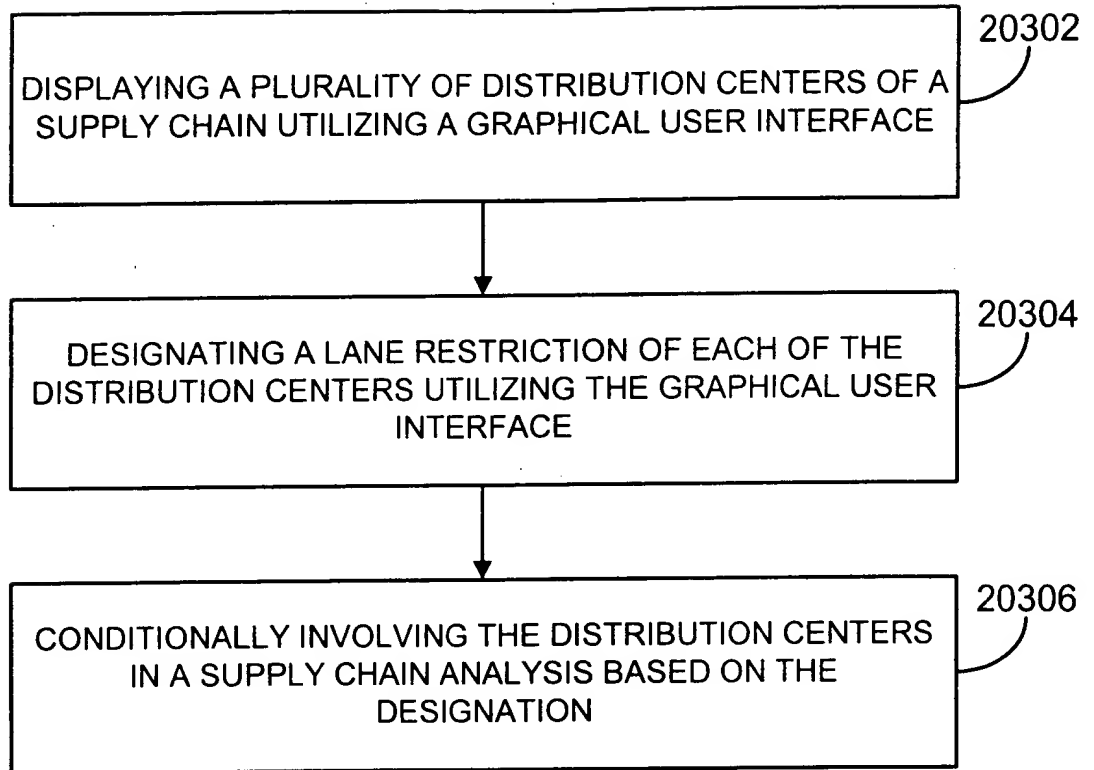 20302
DISPLAYING A PLURALITY OF DISTRIBUTION CENTERS OF A
SUPPLY CHAIN UTILIZING A GRAPHICAL USER INTERFACE
20304
DESIGNATING A LANE RESTRICTION OF EACH OF THE
DISTRIBUTION CENTERS UTILIZING THE GRAPHICAL USER
INTERFACE
20306
CONDITIONALLY INVOLVING THE DISTRIBUTION CENTERS
IN A SUPPLY CHAIN ANALYSIS BASED ON THE
DESIGNATION